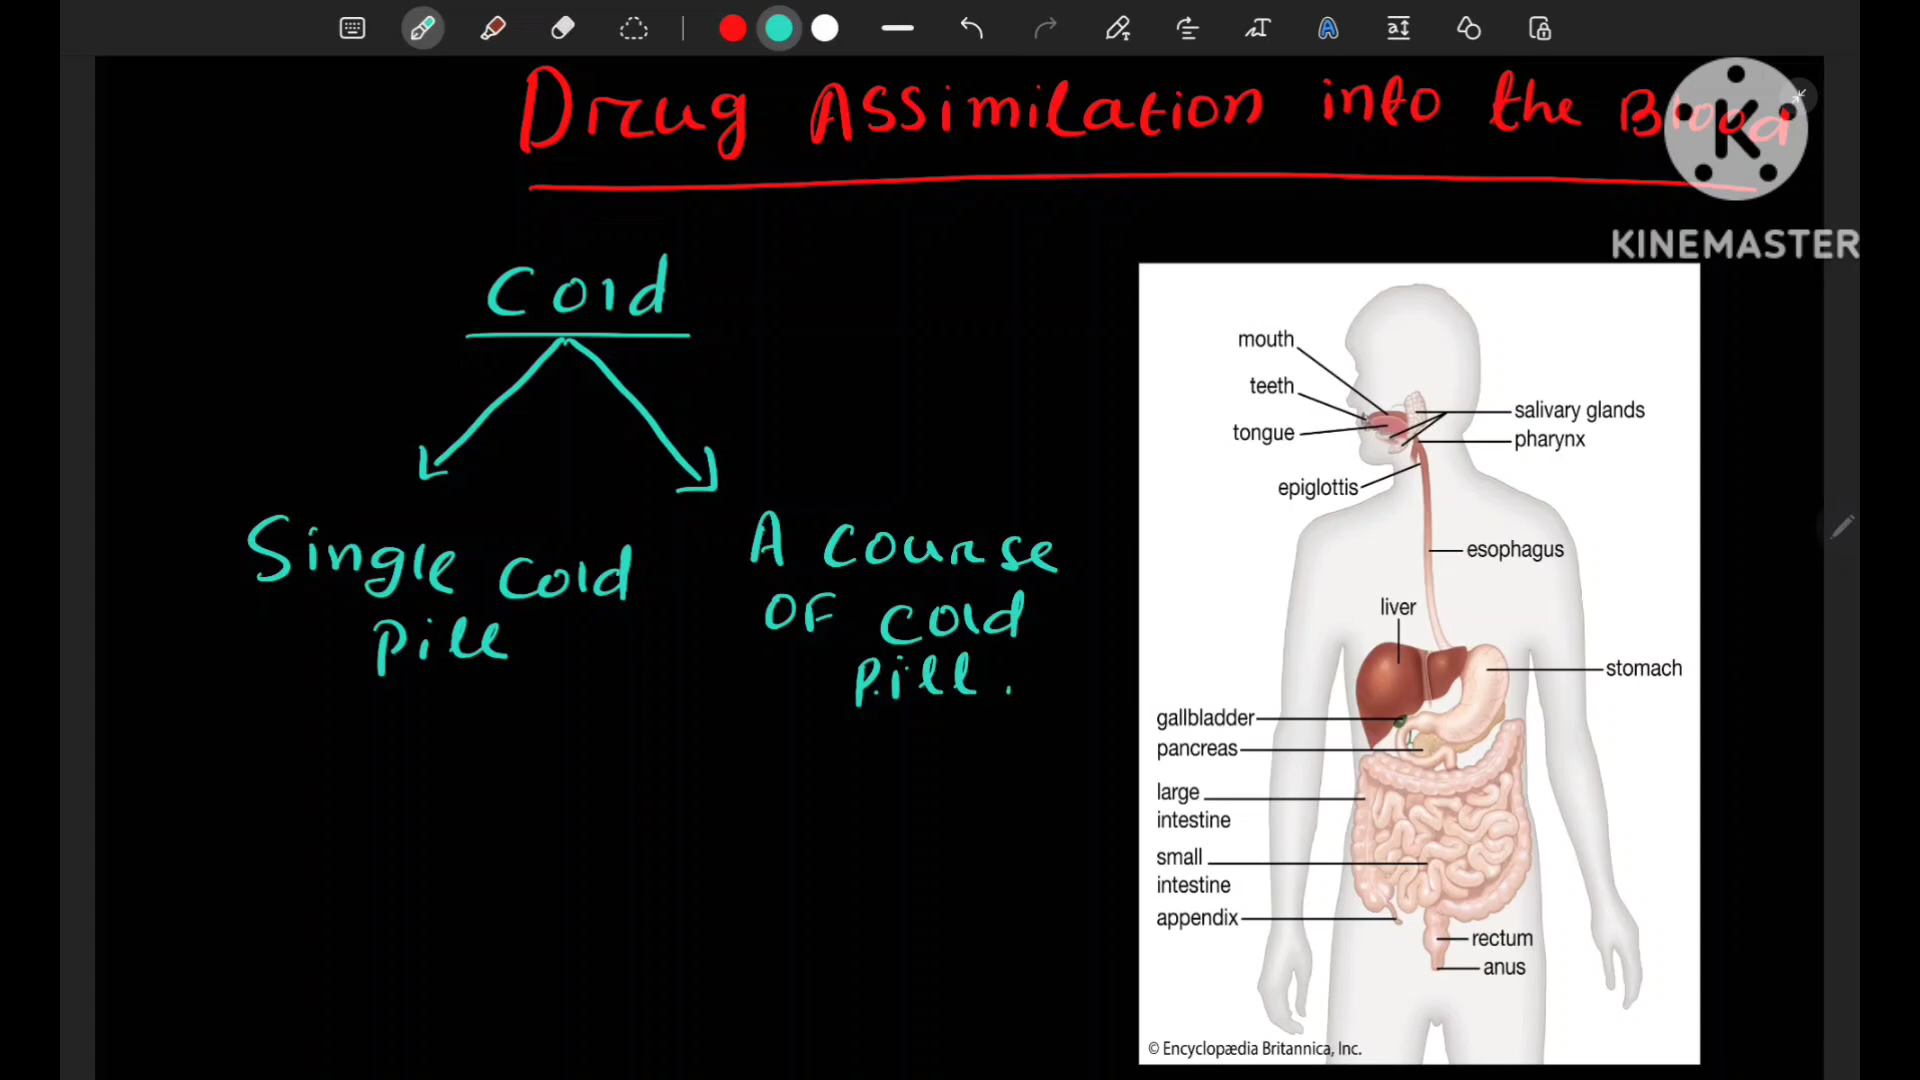 Drug Assimilation into the Blood
KINEMASTER
Cold
Single cold
pill
A course
of cold
pill.
mouth
teeth
tongue
epiglottis
salivary glands
pharynx
esophagus
liver
stomach
gallbladder
pancreas
large
intestine
small
intestine
appendix
rectum
anus
© Encyclopædia Britannica, Inc.